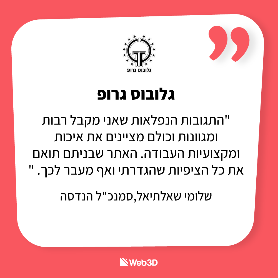 גלובוס גרופ
גלובוס גרופ
"התגובות הנפלאות שאני מקבל רבות
ומגוונות וכולם מציינים את איכות
ומקצועיות העבודה. האתר שבניתם תואם
את כל הציפיות שהגדרתי ואף מעבר לכך. "
שלומי שאלתיאל,סמנכ"ל הנדסה
Web3D